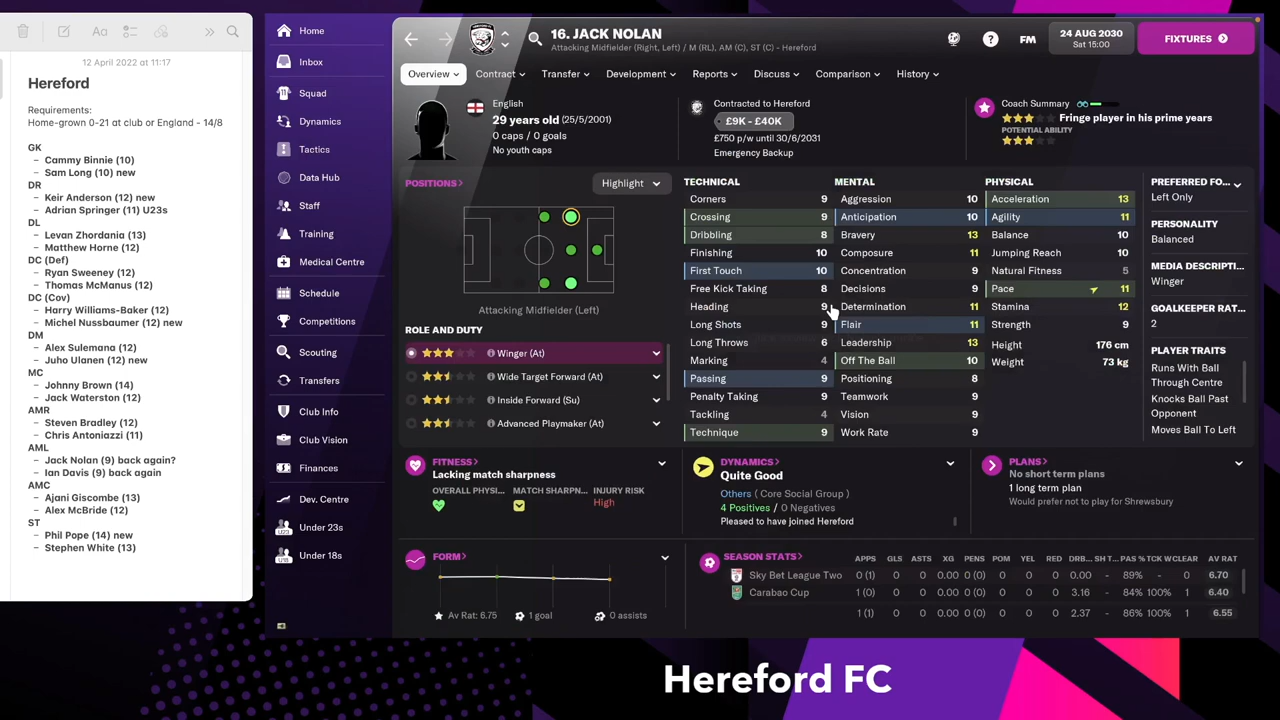 12 April 2022 at 11:17
Hereford
Requirements:
Home-grown 0-21 at club or England - 14/8
GK
– Cammy Binnie (10)
– Sam Long (10) new
DR
– Keir Anderson (12) new
– Adrian Springer (11) U23s
DL
– Levan Zhordania (13)
– Matthew Horne (12)
DC (Def)
– Ryan Sweeney (12)
– Thomas McManus (12)
DC (Cov)
– Harry Williams-Baker (12)
– Michel Nussbaumer (12) new
DM
– Alex Sulemana (12)
– Juho Ulanen (12) new
MC
– Johnny Brown (14)
– Jack Waterston (12)
AMR
– Steven Bradley (12)
– Chris Antoniazzi (11)
AML
– Jack Nolan (9) back again?
– Ian Davis (9) back again
AMC
– Ajani Giscombe (13)
– Alex McBride (12)
ST
– Phil Pope (14) new
– Stephen White (13)
Home
Inbox
Squad
Dynamics
Tactics
Data Hub
Staff
Training
Medical Centre
Schedule
Competitions
Scouting
Transfers
Club Info
Club Vision
Finances
Dev. Centre
Under 23s
Under 18s
16. JACK NOLAN
Attacking Midfielder (Right, Left) / M (RL), AM (C), ST (C) - Hereford
FM
24 AUG 2030
Sat 15:00
FIXTURES
Overview Contract Transfer Development Reports Discuss Comparison History
English
29 years old (25/5/2001)
0 caps / 0 goals
No youth caps
Contracted to Hereford
£9K - £40K
£750 p/w until 30/6/2031
Emergency Backup
Coach Summary
Fringe player in his prime years
POTENTIAL ABILITY
POSITIONS
Highlight
Attacking Midfielder (Left)
ROLE AND DUTY
Winger (At)
Wide Target Forward (At)
Inside Forward (Su)
Advanced Playmaker (At)
TECHNICAL
Corners 9
Crossing 9
Dribbling 8
Finishing 10
First Touch 10
Free Kick Taking 8
Heading 9
Long Shots 9
Long Throws 6
Marking 4
Passing 9
Penalty Taking 9
Tackling 4
Technique 9
MENTAL
Aggression 10
Anticipation 10
Bravery 13
Composure 11
Concentration 9
Decisions 9
Determination 11
Flair 11
Leadership 13
Off The Ball 10
Positioning 8
Teamwork 9
Vision 9
Work Rate 9
PHYSICAL
Acceleration 13
Agility 11
Balance 10
Jumping Reach 10
Natural Fitness 5
Pace 11
Stamina 12
Strength 9
Height 176 cm
Weight 73 kg
PREFERRED FO...
Left Only
PERSONALITY
Balanced
MEDIA DESCRIPTI...
Winger
GOALKEEPER RAT...
2
PLAYER TRAITS
Runs With Ball
Through Centre
Knocks Ball Past
Opponent
Moves Ball To Left
FITNESS
Lacking match sharpness
OVERALL PHYSI... MATCH SHARPN... INJURY RISK
High
DYNAMICS
Quite Good
Others ( Core Social Group )
4 Positives / 0 Negatives
Pleased to have joined Hereford
PLANS
No short term plans
1 long term plan
Would prefer not to play for Shrewsbury
FORM
Av Rat: 6.75 1 goal 0 assists
SEASON STATS APPS GLS ASTS XG PENS POM YEL RED DRB... SH T... PAS % TCK W CLEAR AV RAT
Sky Bet League Two 0 (1) 0 0 0.00 0 (0) 0 0 0 0.00 - 89% - 0 6.70
Carabao Cup 1 (0) 0 0 0.00 0 (0) 0 0 0 3.16 - 84% 100% 1 6.40
1 (1) 0 0 0.00 0 (0) 0 0 0 2.37 - 86% 100% 1 6.55
Hereford FC